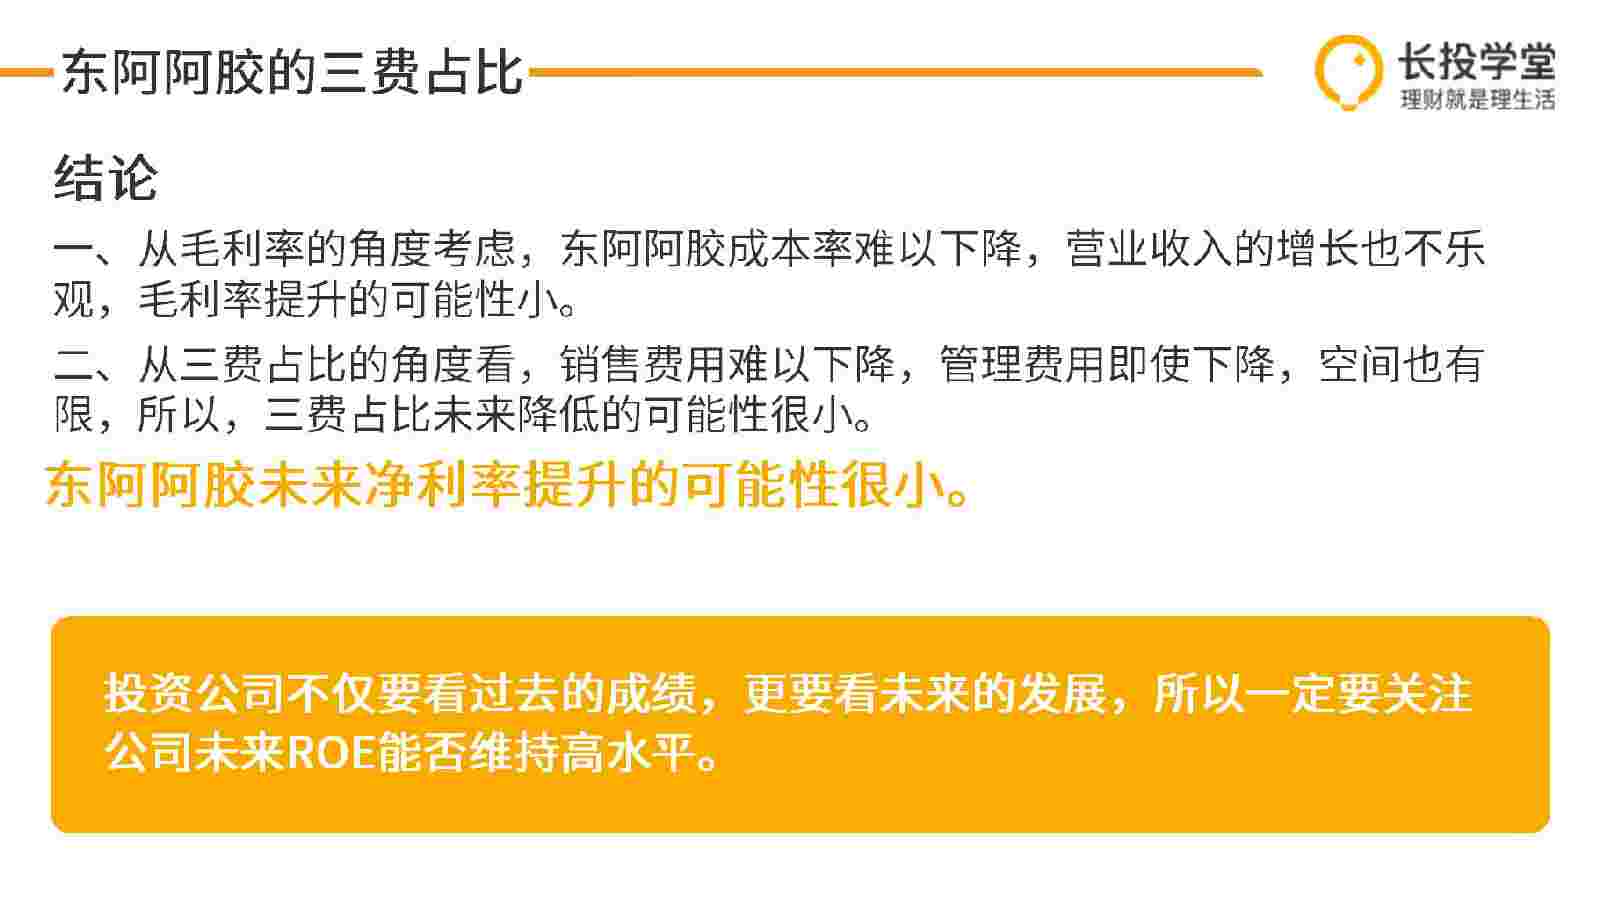 东阿阿胶的三费占比
长投学堂
理财就是理生活
结论
一、从毛利率的角度考虑，东阿阿胶成本率难以下降，营业收入的增长也不乐
观，毛利率提升的可能性小。
二、从三费占比的角度看，销售费用难以下降，管理费用即使下降，空间也有
限，所以，三费占比未来降低的可能性很小。
东阿阿胶未来净利率提升的可能性很小。
投资公司不仅要看过去的成绩，更要看未来的发展，所以一定要关注
公司未来ROE能否维持高水平。